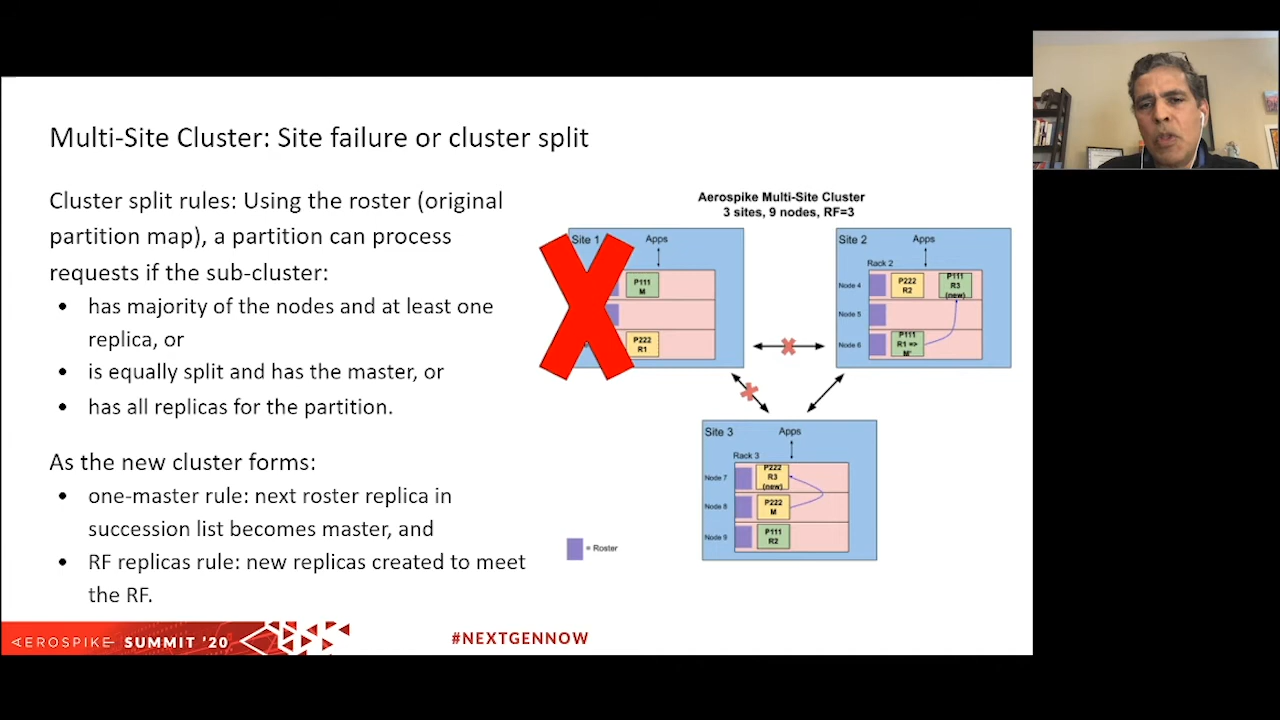 Multi-Site Cluster: Site failure or cluster split
Cluster split rules: Using the roster (original
partition map), a partition can process
requests if the sub-cluster:
• has majority of the nodes and at least one
replica, or
• is equally split and has the master, or
• has all replicas for the partition.
As the new cluster forms:
• one-master rule: next roster replica in
succession list becomes master, and
• RF replicas rule: new replicas created to meet
the RF.
Aerospike Multi-Site Cluster
3 sites, 9 nodes, RF=3
Site 1
Apps
P111
M
P222
R1
Site 2
Apps
Rack 2
Node 4
P222
R2
P111
R3
(new)
Node 5
Node 6
P111
R1 =>
M'
Site 3
Apps
Rack 3
Node 7
P222
R3
(new)
Node 8
P222
M
Node 9
P111
R2
= Roster
AEROSPIKE SUMMIT '20
#NEXTGENNOW